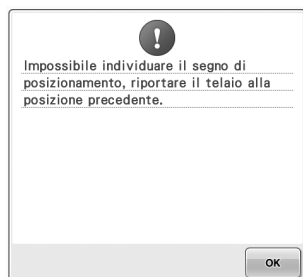 Impossibile individuare il segno di
posizionamento, riportare il telaio alla
posizione precedente.
OK